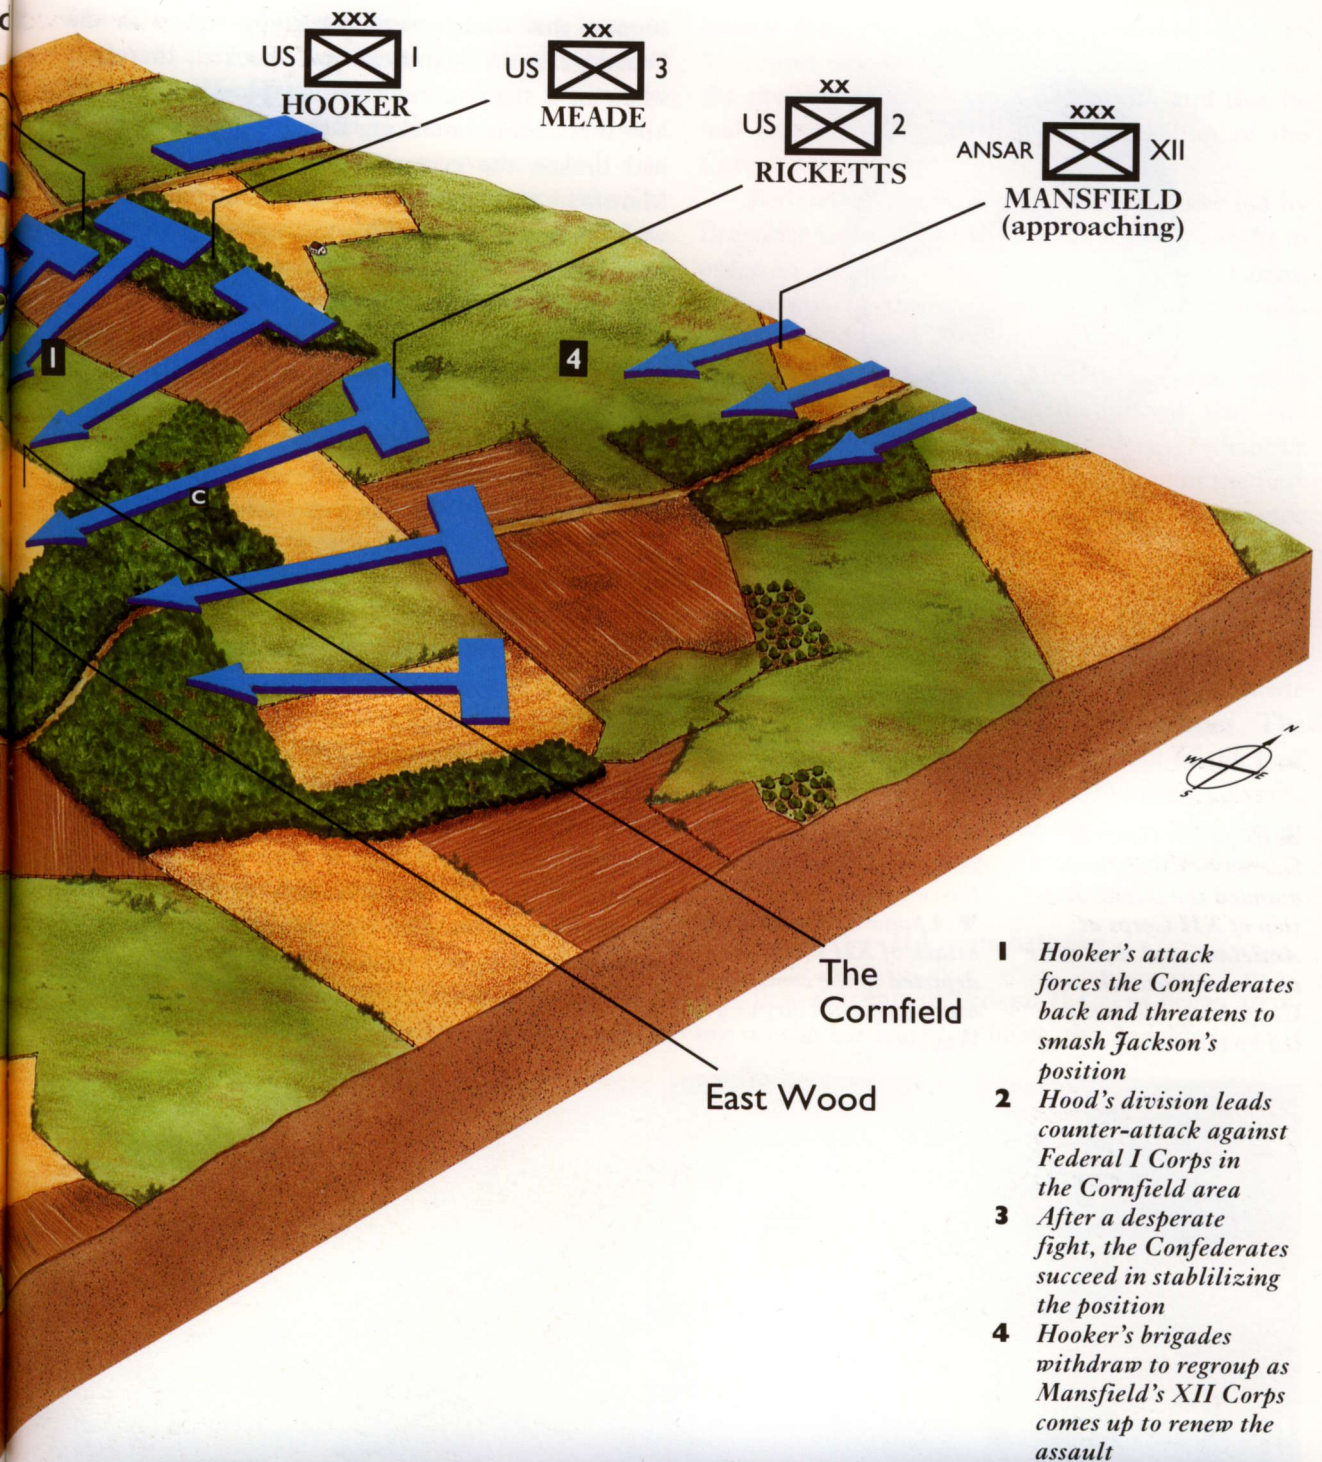 xxx
US I
HOOKER
xx
US 3
MEADE
xx
US 2
RICKETTS
xxx
ANSAR XII
MANSFIELD
(approaching)
1
4
C
N
W
E
S
The
Cornfield
East Wood
1 Hooker's attack
forces the Confederates
back and threatens to
smash Jackson's
position
2 Hood's division leads
counter-attack against
Federal I Corps in
the Cornfield area
3 After a desperate
fight, the Confederates
succeed in stablilizing
the position
4 Hooker's brigades
withdraw to regroup as
Mansfield's XII Corps
comes up to renew the
assault